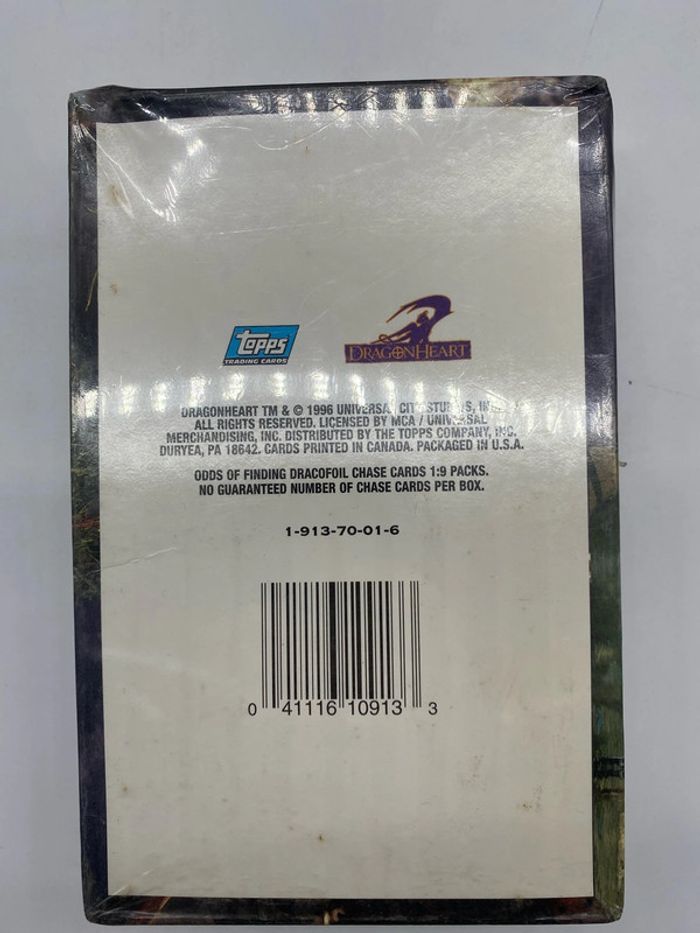 topps
TRADING CARDS
DRAGONHEART
DRAGONHEART TM & © 1996 UNIVERSAL CITY STUDIOS, INC.
ALL RIGHTS RESERVED. LICENSED BY MCA / UNIVERSAL
MERCHANDISING, INC. DISTRIBUTED BY THE TOPPS COMPANY, INC.
DURYEA, PA 18642. CARDS PRINTED IN CANADA. PACKAGED IN U.S.A.
ODDS OF FINDING DRACOFOIL CHASE CARDS 1:9 PACKS.
NO GUARANTEED NUMBER OF CHASE CARDS PER BOX.
1-913-70-01-6
0 41116 10913 3